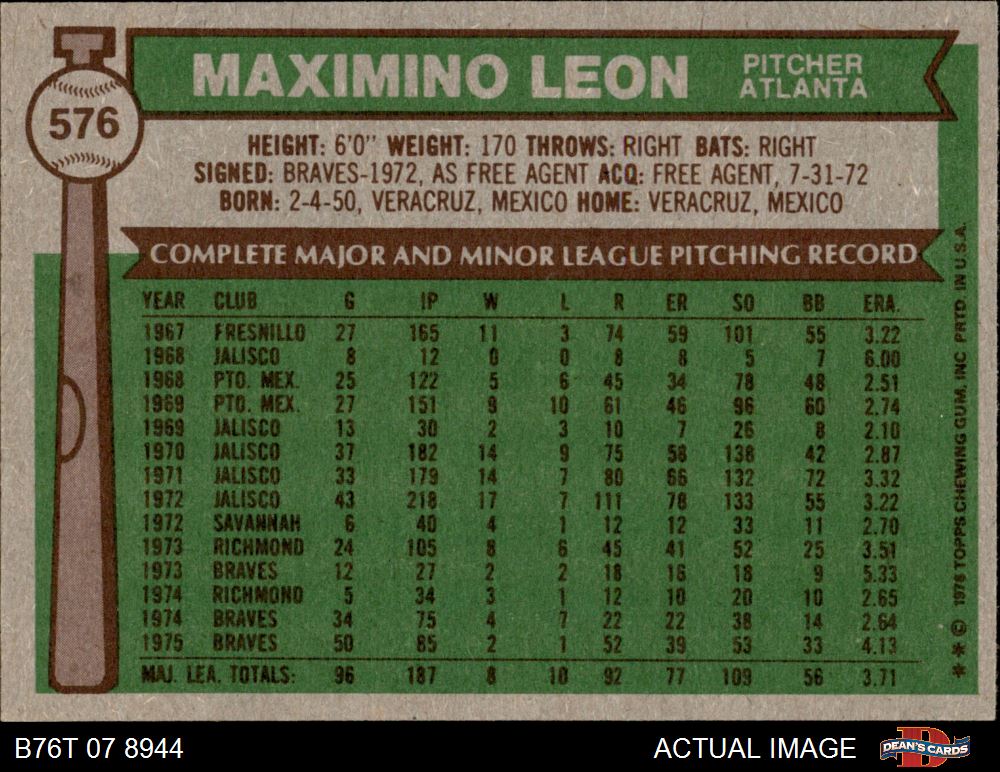 T
576
MAXIMINO LEON
PITCHER
ATLANTA
HEIGHT: 6'0" WEIGHT: 170 THROWS: RIGHT BATS: RIGHT
SIGNED: BRAVES-1972, AS FREE AGENT ACQ: FREE AGENT, 7-31-72
BORN: 2-4-50, VERACRUZ, MEXICO HOME: VERACRUZ, MEXICO
COMPLETE MAJOR AND MINOR LEAGUE PITCHING RECORD
YEAR CLUB G IP W L R ER SO BB ERA.
1967 FRESNILLO 27 165 11 3 74 59 101 55 3.22
1968 JALISCO 8 12 0 0 8 8 5 7 6.00
1968 PTO. MEX. 25 122 5 6 45 34 78 48 2.51
1969 PTO. MEX. 27 151 9 10 61 46 96 60 2.74
1969 JALISCO 13 30 2 3 10 7 26 8 2.10
1970 JALISCO 37 182 14 9 75 58 138 42 2.87
1971 JALISCO 33 179 14 7 80 66 132 72 3.32
1972 JALISCO 43 218 17 7 111 78 133 55 3.22
1972 SAVANNAH 6 40 4 1 12 12 33 11 2.70
1973 RICHMOND 24 105 8 6 45 41 52 25 3.51
1973 BRAVES 12 27 2 2 18 16 18 9 5.33
1974 RICHMOND 5 34 3 1 12 10 20 10 2.65
1974 BRAVES 34 75 4 7 22 22 38 14 2.64
1975 BRAVES 50 85 2 1 52 39 53 33 4.13
MAJ. LEA. TOTALS: 96 187 8 10 92 77 109 56 3.71
** © 1976 TOPPS CHEWING GUM, INC PRTD. IN U.S.A.
B76T 07 8944
ACTUAL IMAGE
D
DEAN'S CARDS